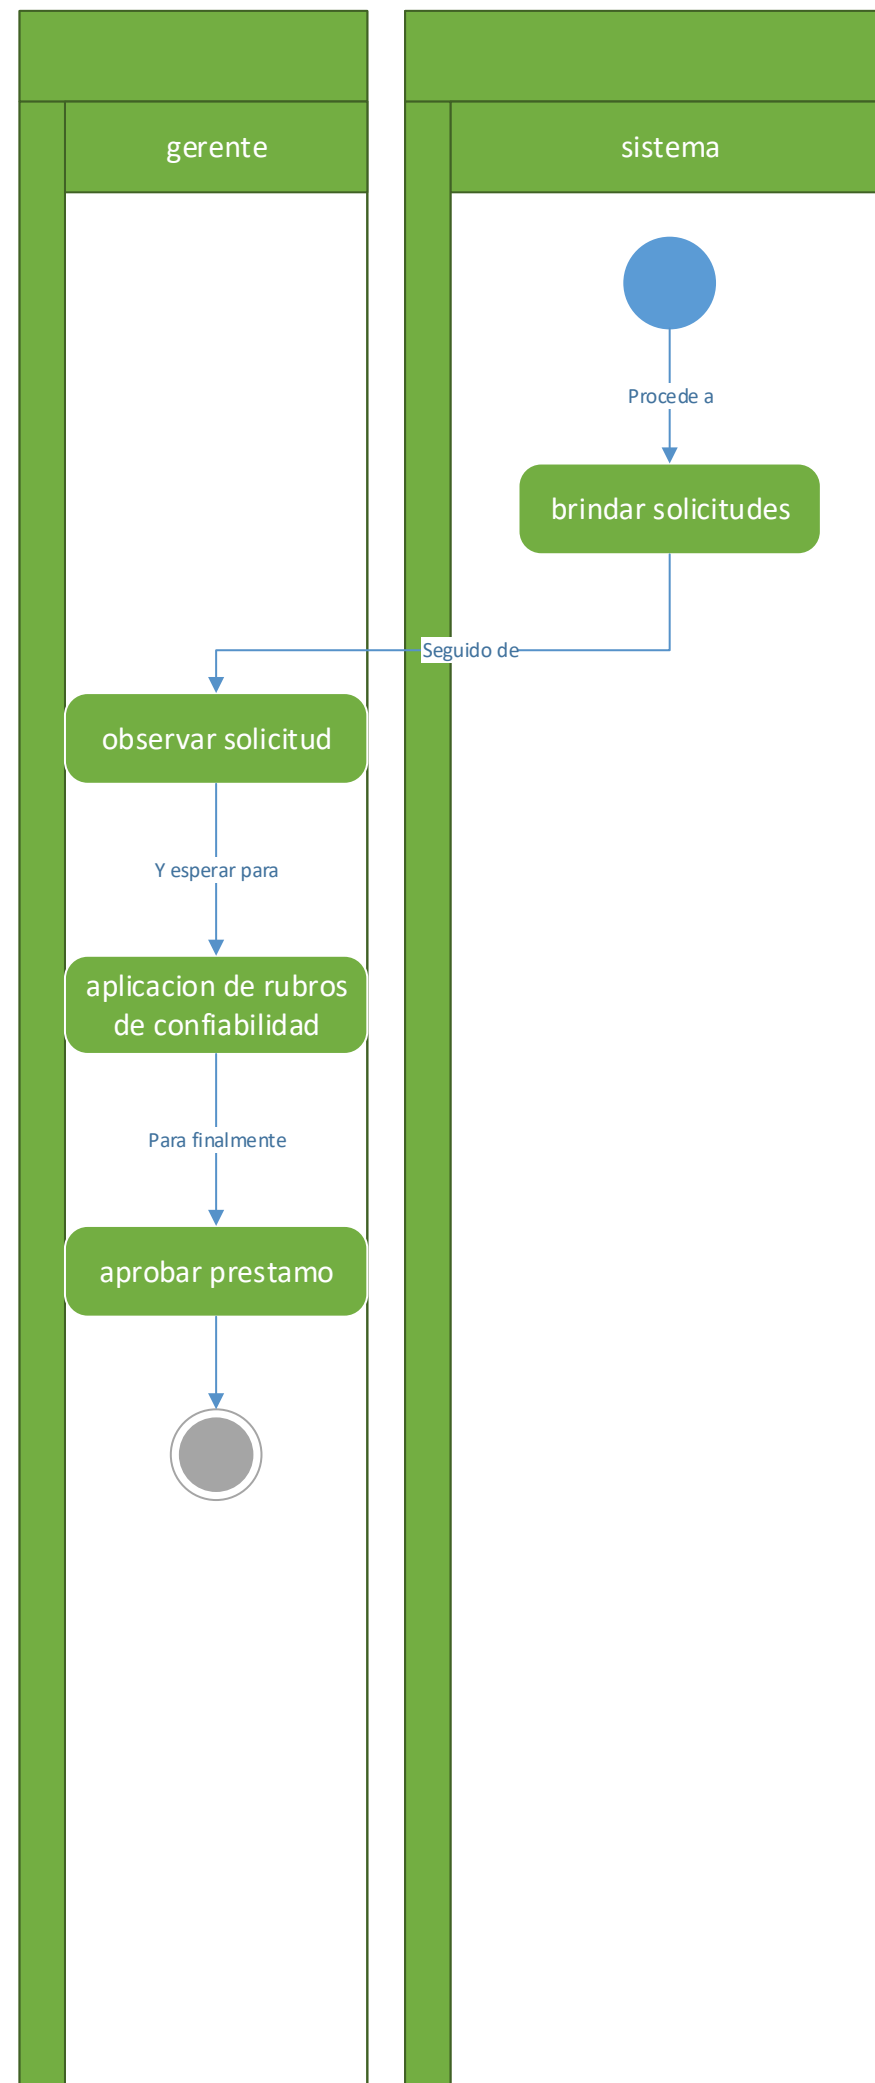 gerente
sistema
Procede a
brindar solicitudes
Seguido de
observar solicitud
Y esperar para
aplicacion de rubros
de confiabilidad
Para finalmente
aprobar prestamo